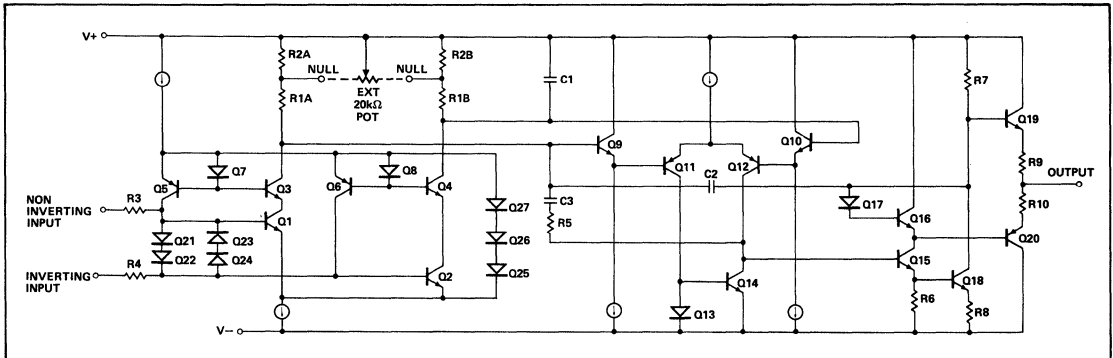 V+
R2A
NULL
NULL
R2B
R1A
EXT
20kΩ
POT
R1B
C1
R7
Q19
Q9
Q10
Q11
Q12
Q5
Q7
Q3
Q6
Q8
Q4
C2
R9
OUTPUT
NON
INVERTING
INPUT
R3
Q1
Q27
C3
R5
Q17
Q16
R10
Q21
Q23
Q26
Q20
Q22
Q24
Q15
INVERTING
INPUT
R4
Q2
Q25
Q14
Q18
R6
Q13
R8
V−